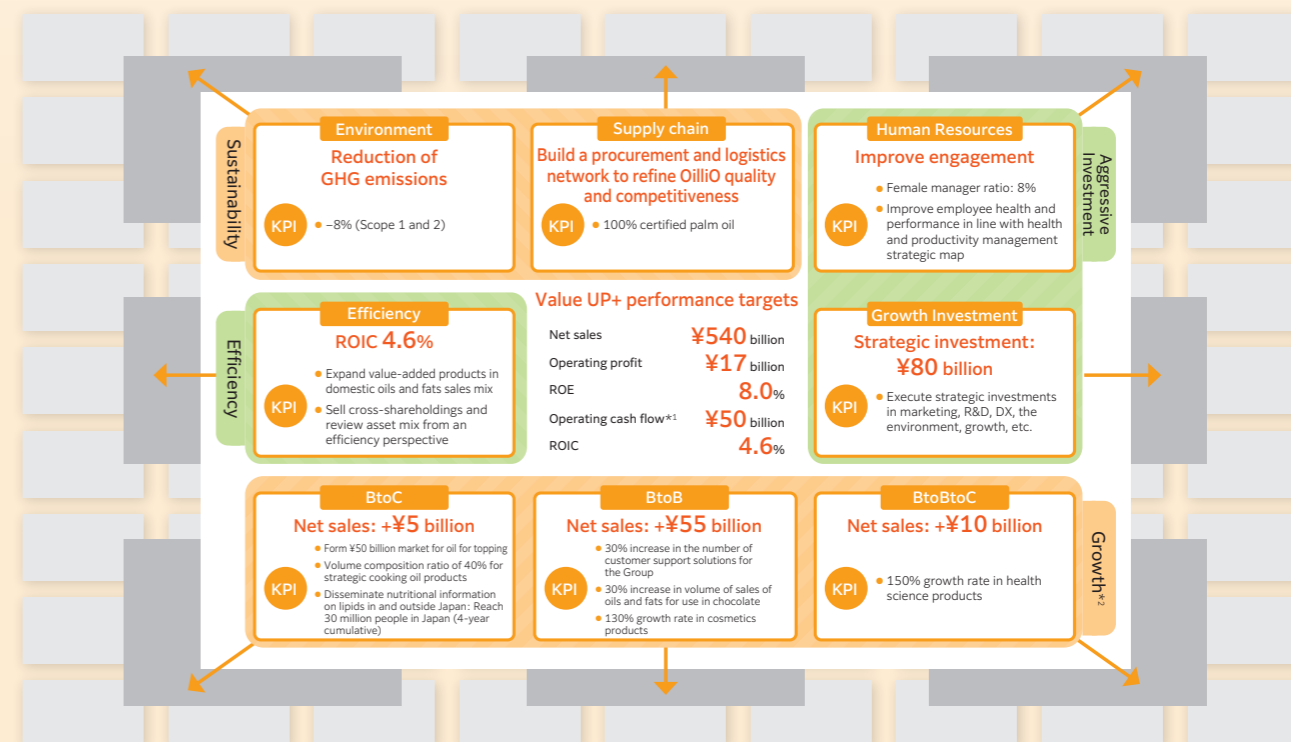 Sustainability
Environment
Reduction of
GHG emissions
KPI
• –8% (Scope 1 and 2)
Supply chain
Build a procurement and logistics
network to refine OilliO quality
and competitiveness
KPI
• 100% certified palm oil
Aggressive
Investment
Human Resources
Improve engagement
KPI
• Female manager ratio: 8%
• Improve employee health and
performance in line with health
and productivity management
strategic map
Efficiency
Efficiency
ROIC 4.6%
KPI
• Expand value-added products in
domestic oils and fats sales mix
• Sell cross-shareholdings and
review asset mix from an
efficiency perspective
Value UP+ performance targets
Net sales ¥540 billion
Operating profit ¥17 billion
ROE 8.0%
Operating cash flow*1 ¥50 billion
ROIC 4.6%
Growth Investment
Strategic investment:
¥80 billion
KPI
• Execute strategic investments
in marketing, R&D, DX, the
environment, growth, etc.
BtoC
Net sales: +¥5 billion
KPI
• Form ¥50 billion market for oil for topping
• Volume composition ratio of 40% for
strategic cooking oil products
• Disseminate nutritional information
on lipids in and outside Japan: Reach
30 million people in Japan (4-year
cumulative)
BtoB
Net sales: +¥55 billion
KPI
• 30% increase in the number of
customer support solutions for
the Group
• 30% increase in volume of sales of
oils and fats for use in chocolate
• 130% growth rate in cosmetics
products
BtoBtoC
Net sales: +¥10 billion
KPI
• 150% growth rate in health
science products
Growth*2